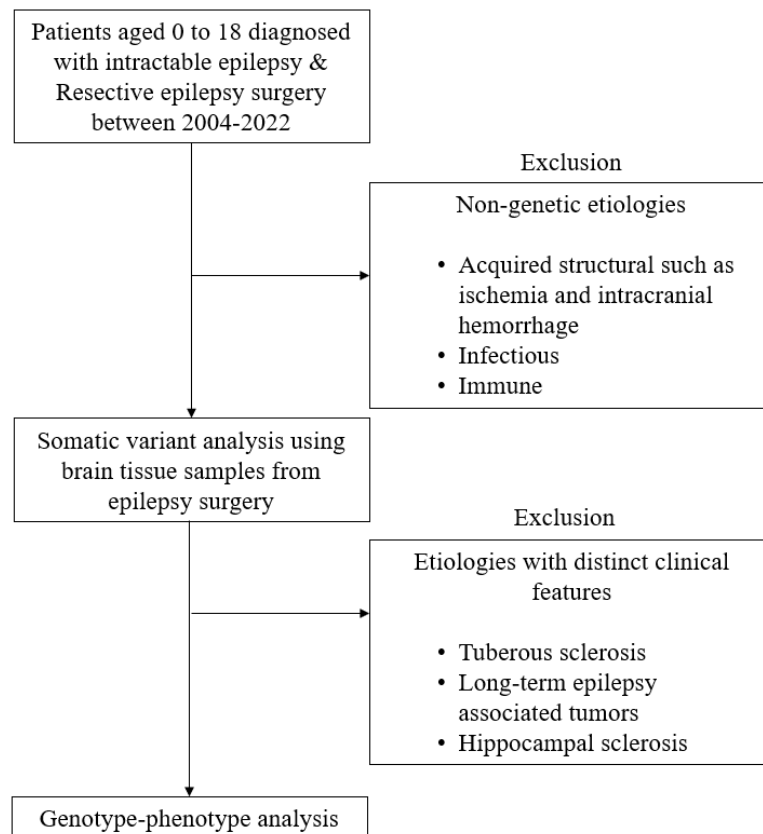 Patients aged 0 to 18 diagnosed
with intractable epilepsy &
Resective epilepsy surgery
between 2004-2022
Exclusion
Non-genetic etiologies
• Acquired structural such as
ischemia and intracranial
hemorrhage
• Infectious
• Immune
Somatic variant analysis using
brain tissue samples from
epilepsy surgery
Exclusion
Etiologies with distinct clinical
features
• Tuberous sclerosis
• Long-term epilepsy
associated tumors
• Hippocampal sclerosis
Genotype-phenotype analysis